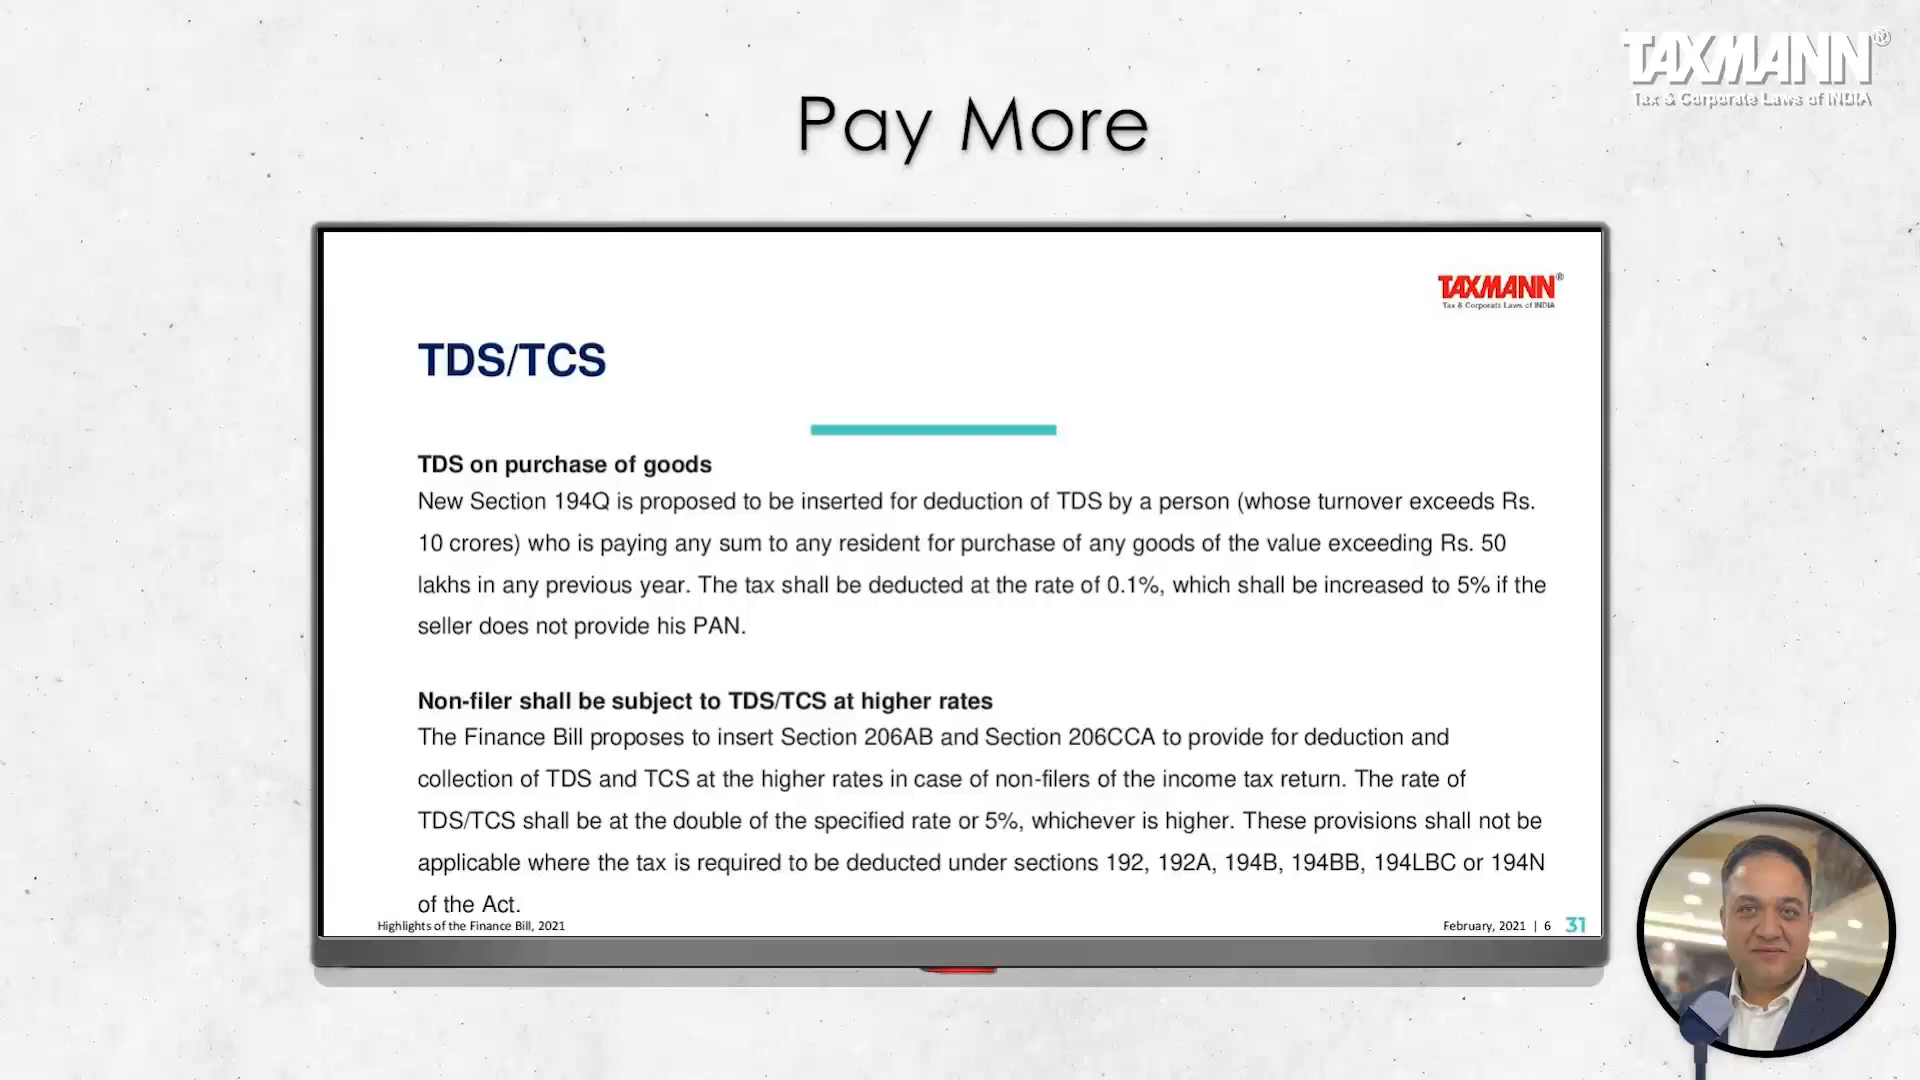 TAXMANN®
Tax & Corporate Laws of INDIA
Pay More
TAXMANN®
Tax & Corporate Laws of INDIA
TDS/TCS
TDS on purchase of goods
New Section 194Q is proposed to be inserted for deduction of TDS by a person (whose turnover exceeds Rs.
10 crores) who is paying any sum to any resident for purchase of any goods of the value exceeding Rs. 50
lakhs in any previous year. The tax shall be deducted at the rate of 0.1%, which shall be increased to 5% if the
seller does not provide his PAN.
Non-filer shall be subject to TDS/TCS at higher rates
The Finance Bill proposes to insert Section 206AB and Section 206CCA to provide for deduction and
collection of TDS and TCS at the higher rates in case of non-filers of the income tax return. The rate of
TDS/TCS shall be at the double of the specified rate or 5%, whichever is higher. These provisions shall not be
applicable where the tax is required to be deducted under sections 192, 192A, 194B, 194BB, 194LBC or 194N
of the Act.
Highlights of the Finance Bill, 2021
February, 2021 | 6 31